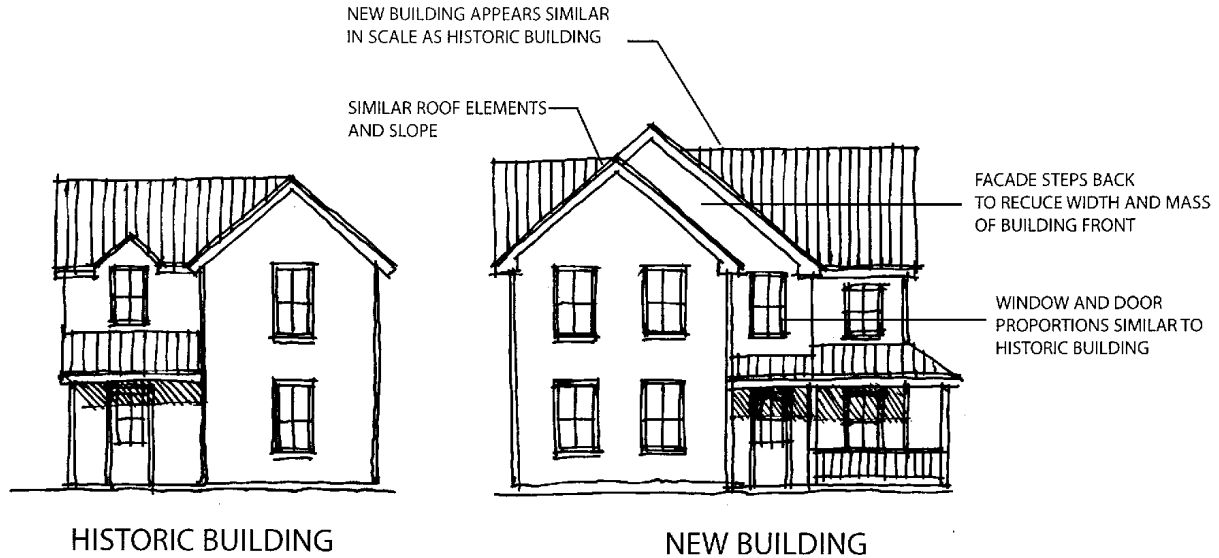 NEW BUILDING APPEARS SIMILAR
IN SCALE AS HISTORIC BUILDING
SIMILAR ROOF ELEMENTS
AND SLOPE
FACADE STEPS BACK
TO RECUCE WIDTH AND MASS
OF BUILDING FRONT
WINDOW AND DOOR
PROPORTIONS SIMILAR TO
HISTORIC BUILDING
HISTORIC BUILDING
NEW BUILDING